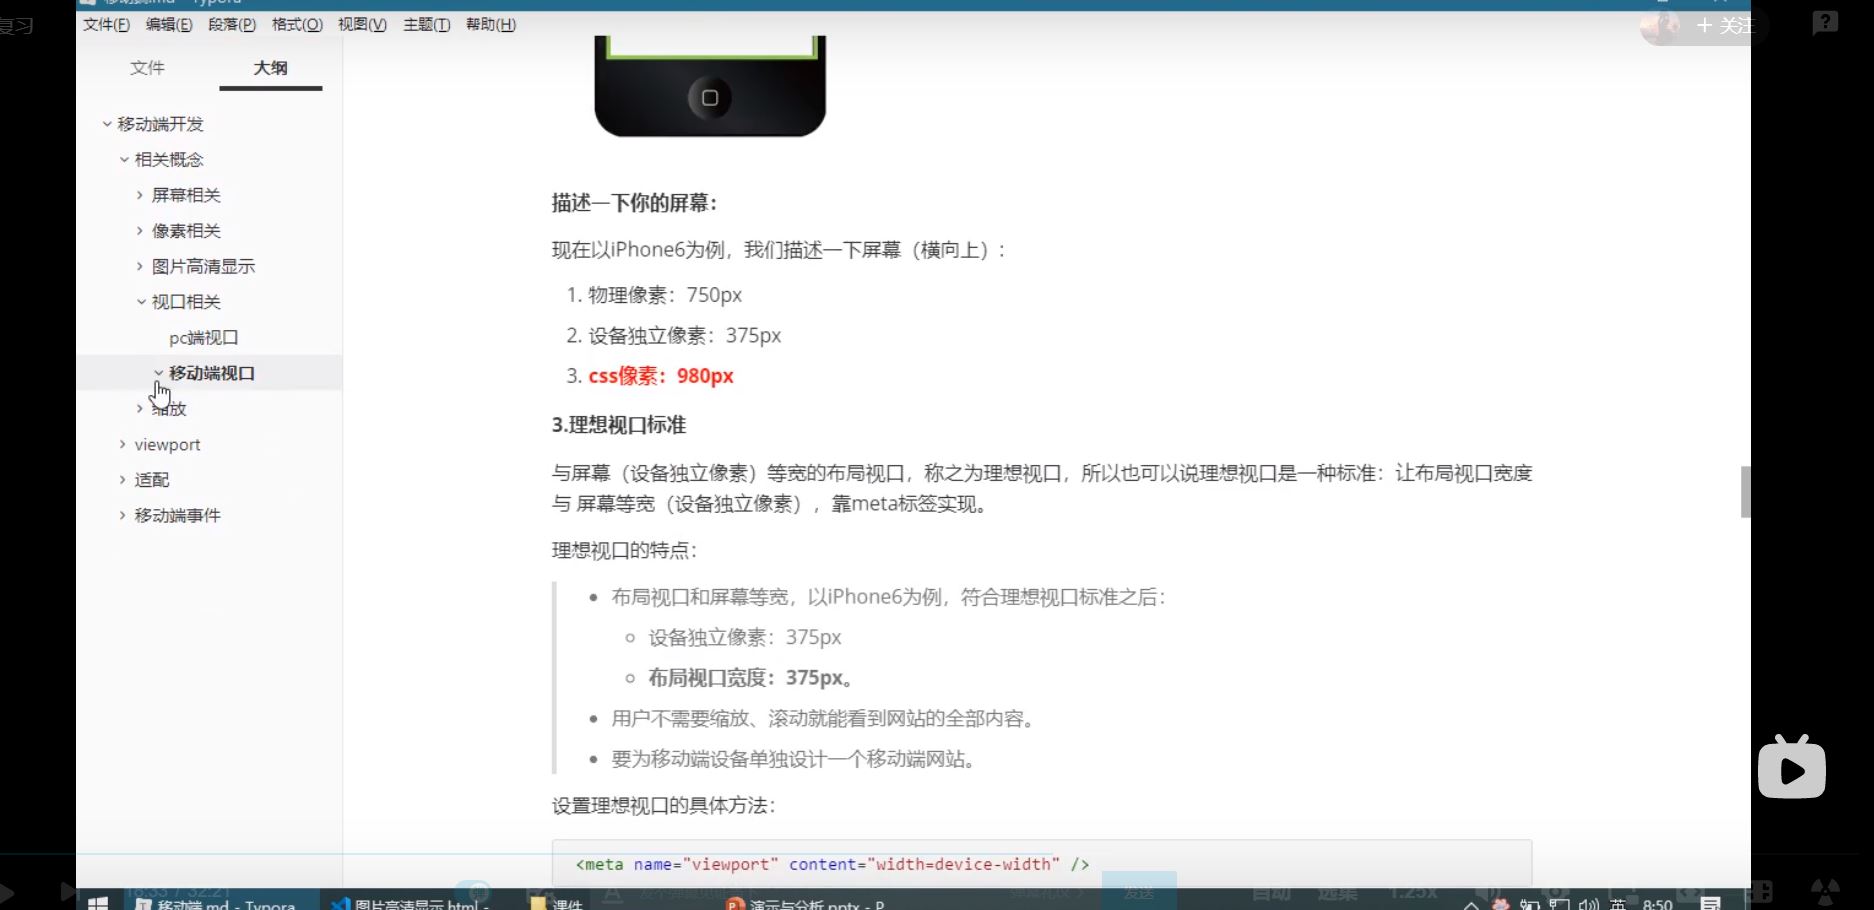 复习
移动端.md - Typora
文件(F) 编辑(E) 段落(P) 格式(O) 视图(V) 主题(T) 帮助(H)
+ 关注
文件 大纲
移动端开发
相关概念
屏幕相关
像素相关
图片高清显示
视口相关
pc端视口
移动端视口
缩放
viewport
适配
移动端事件
描述一下你的屏幕：
现在以iPhone6为例，我们描述一下屏幕（横向上）：
1. 物理像素：750px
2. 设备独立像素：375px
3. css像素：980px
3.理想视口标准
与屏幕（设备独立像素）等宽的布局视口，称之为理想视口，所以也可以说理想视口是一种标准：让布局视口宽度
与 屏幕等宽（设备独立像素），靠meta标签实现。
理想视口的特点：
布局视口和屏幕等宽，以iPhone6为例，符合理想视口标准之后：
设备独立像素：375px
布局视口宽度：375px。
用户不需要缩放、滚动就能看到网站的全部内容。
要为移动端设备单独设计一个移动端网站。
设置理想视口的具体方法：
<meta name="viewport" content="width=device-width" />
18:33 / 32:21
发送 自动 选集 1.25x
移动端.md - Typora 图片高清显示.html - 课件 演示与分析.pptx - P 英 8:50